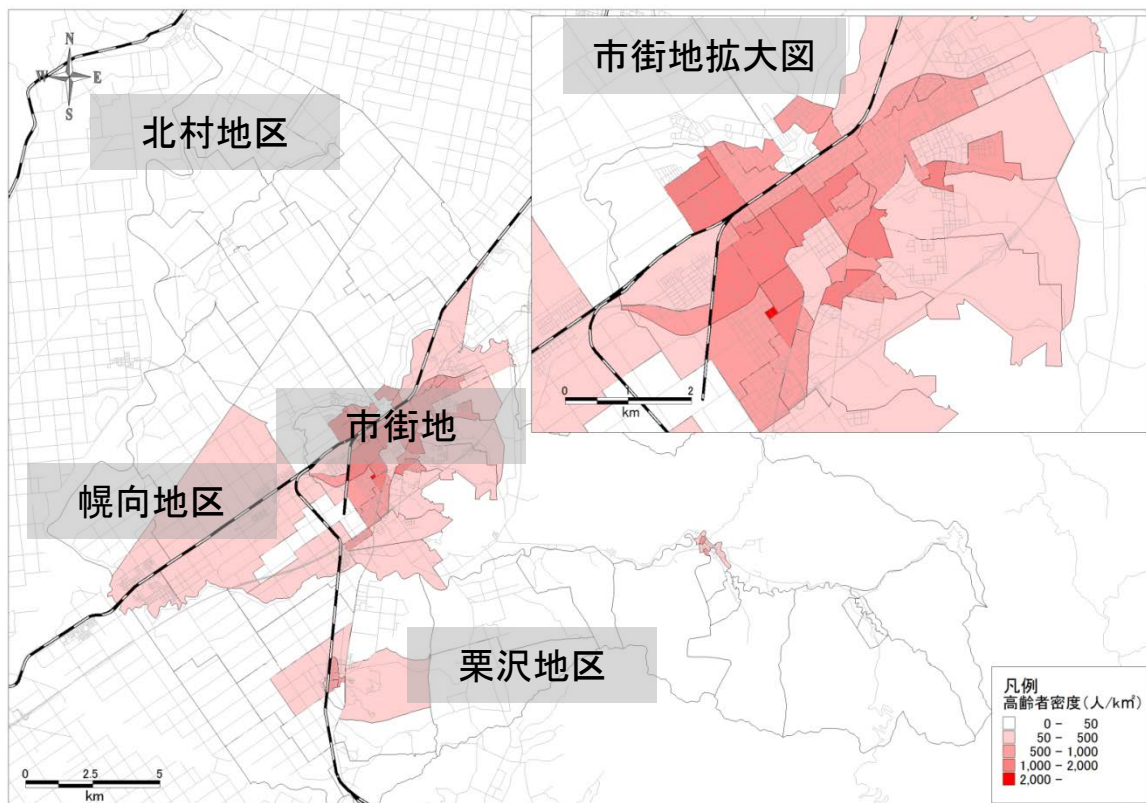 N
W
E
S
北村地区
市街地拡大図
0 1 2
km
市街地
幌向地区
栗沢地区
凡例
高齢者密度(人/km²)
0 - 50
50 - 500
500 - 1,000
1,000 - 2,000
2,000 -
0 2.5 5
km